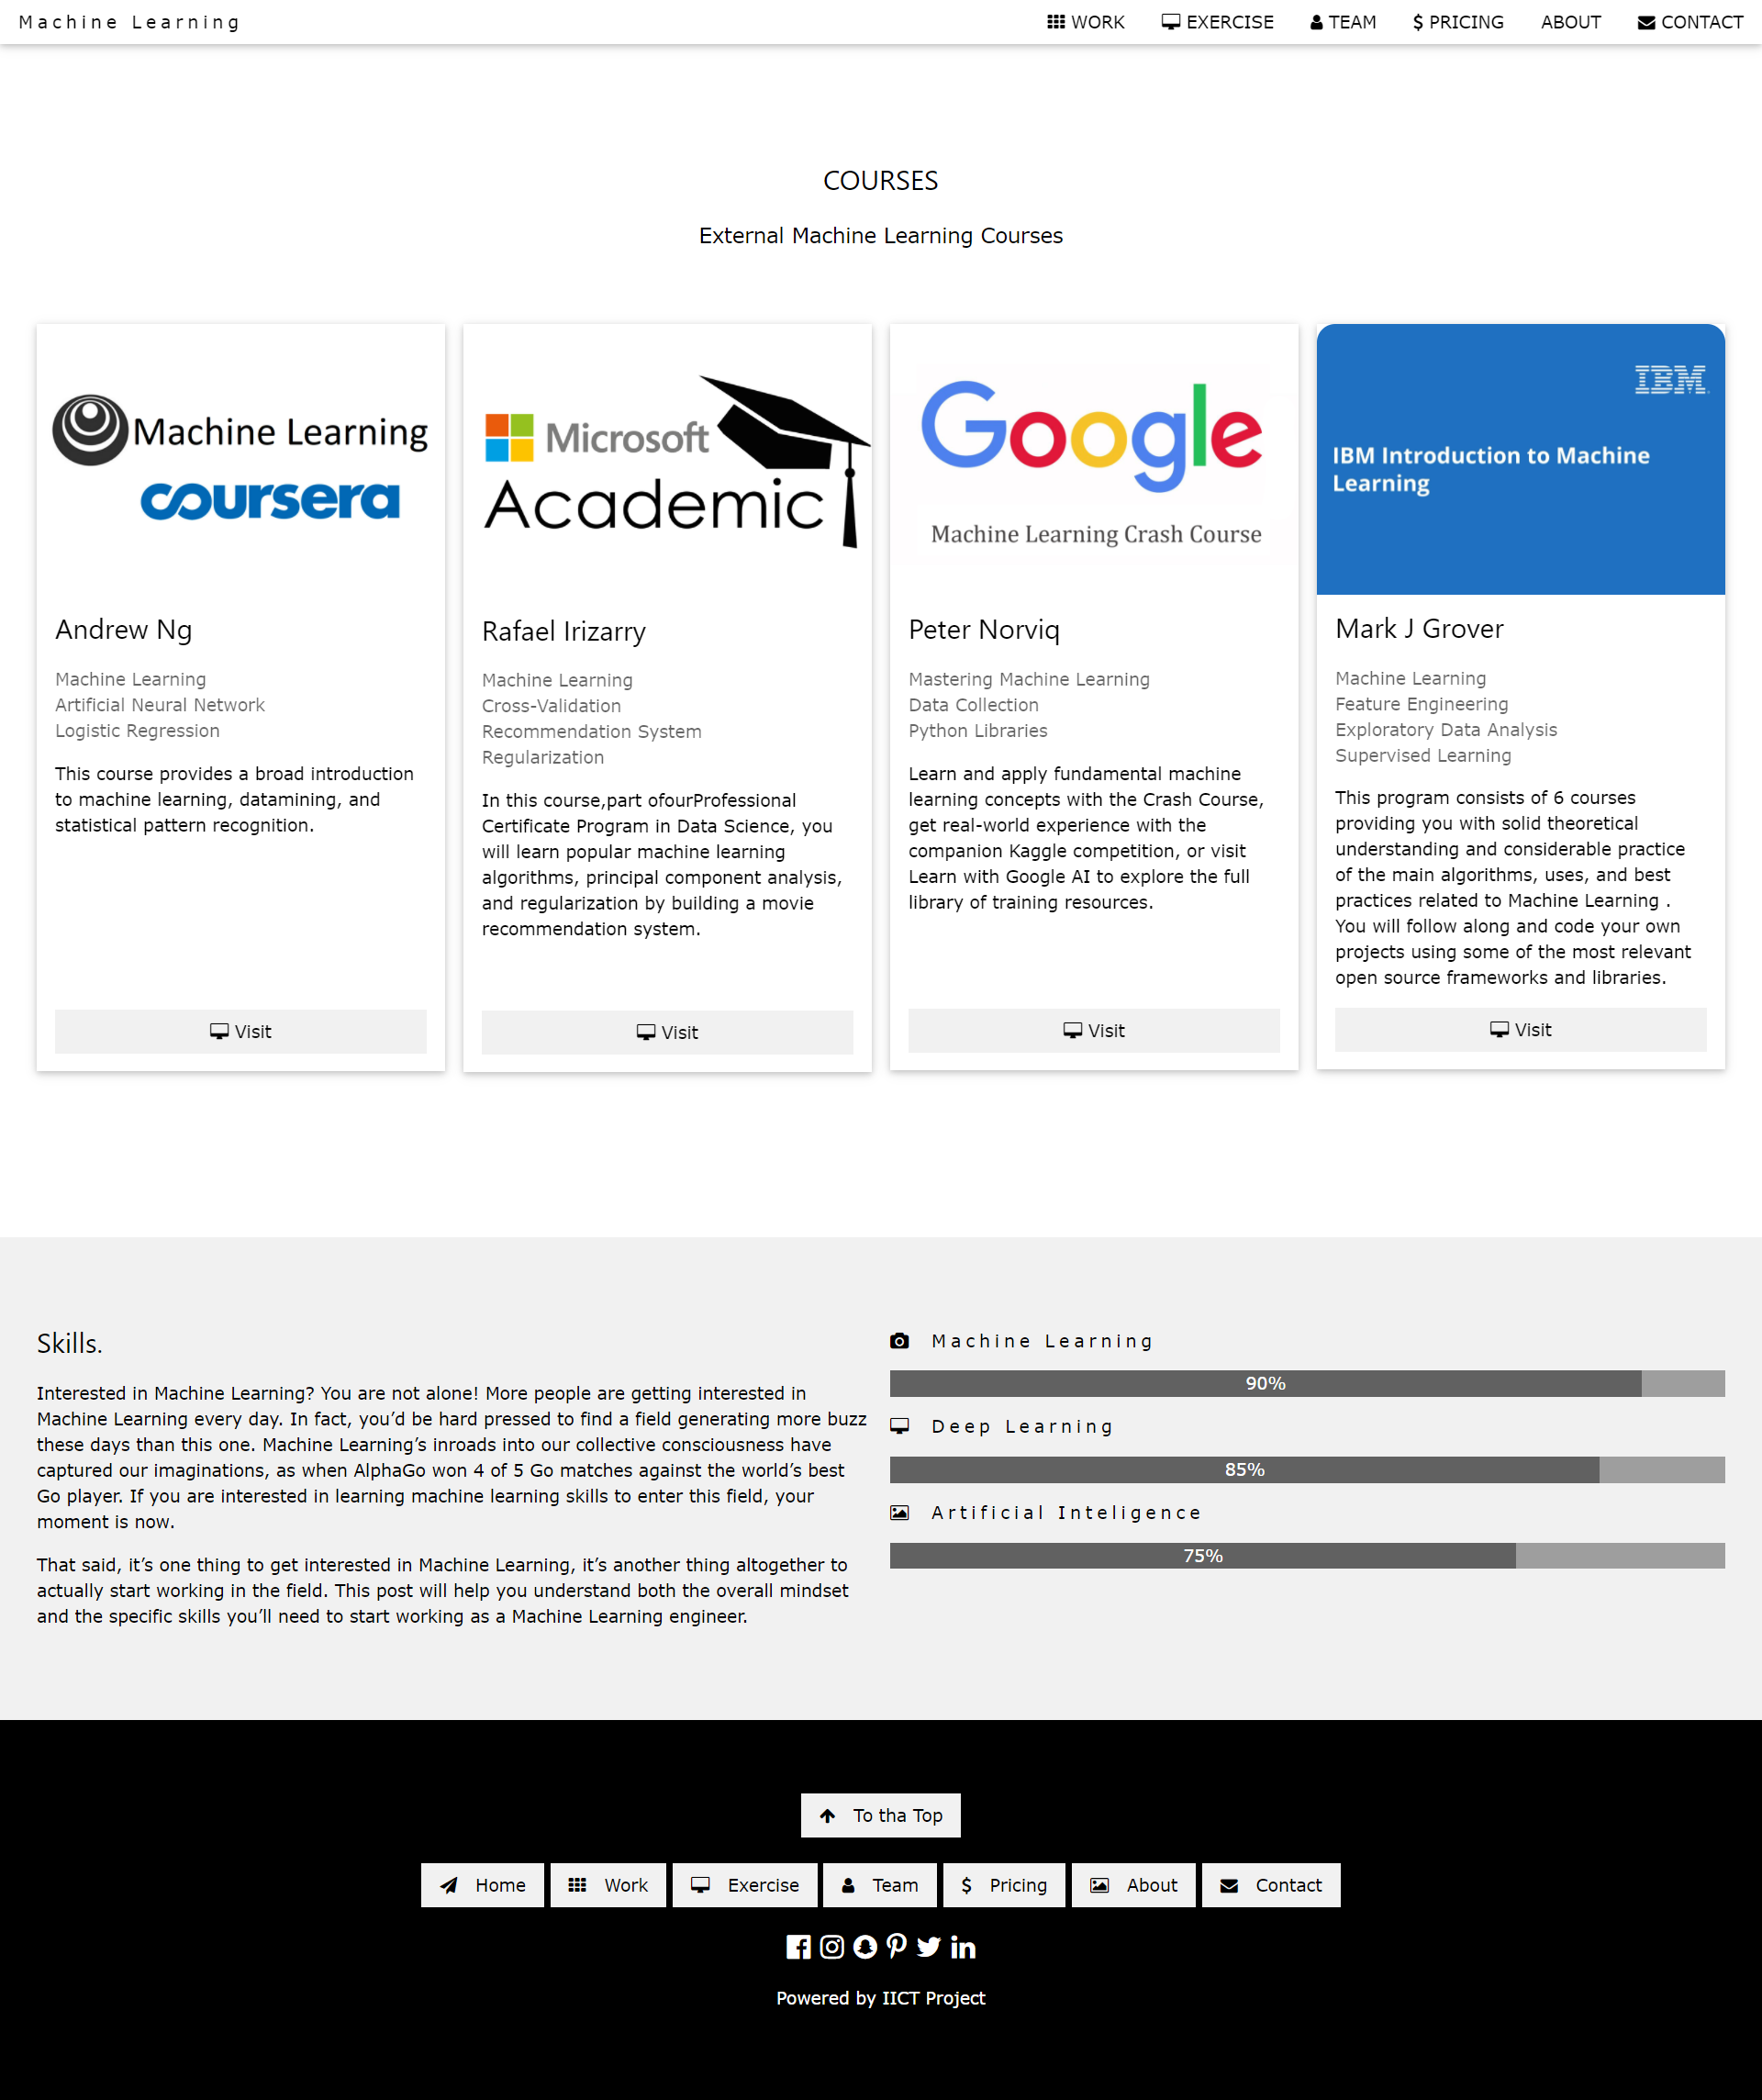 Machine Learning
WORK
EXERCISE
TEAM
$ PRICING
ABOUT
CONTACT
COURSES
External Machine Learning Courses
Machine Learning
coursera
Andrew Ng
Machine Learning
Artificial Neural Network
Logistic Regression
This course provides a broad introduction
to machine learning, datamining, and
statistical pattern recognition.
Visit
Microsoft
Academic
Rafael Irizarry
Machine Learning
Cross-Validation
Recommendation System
Regularization
In this course,part ofourProfessional
Certificate Program in Data Science, you
will learn popular machine learning
algorithms, principal component analysis,
and regularization by building a movie
recommendation system.
Visit
Google
Machine Learning Crash Course
Peter Norviq
Mastering Machine Learning
Data Collection
Python Libraries
Learn and apply fundamental machine
learning concepts with the Crash Course,
get real-world experience with the
companion Kaggle competition, or visit
Learn with Google AI to explore the full
library of training resources.
Visit
IBM
IBM Introduction to Machine
Learning
Mark J Grover
Machine Learning
Feature Engineering
Exploratory Data Analysis
Supervised Learning
This program consists of 6 courses
providing you with solid theoretical
understanding and considerable practice
of the main algorithms, uses, and best
practices related to Machine Learning .
You will follow along and code your own
projects using some of the most relevant
open source frameworks and libraries.
Visit
Skills.
Interested in Machine Learning? You are not alone! More people are getting interested in
Machine Learning every day. In fact, you’d be hard pressed to find a field generating more buzz
these days than this one. Machine Learning’s inroads into our collective consciousness have
captured our imaginations, as when AlphaGo won 4 of 5 Go matches against the world’s best
Go player. If you are interested in learning machine learning skills to enter this field, your
moment is now.
That said, it’s one thing to get interested in Machine Learning, it’s another thing altogether to
actually start working in the field. This post will help you understand both the overall mindset
and the specific skills you’ll need to start working as a Machine Learning engineer.
Machine Learning
90%
Deep Learning
85%
Artificial Inteligence
75%
To tha Top
Home
Work
Exercise
Team
$ Pricing
About
Contact
Powered by IICT Project